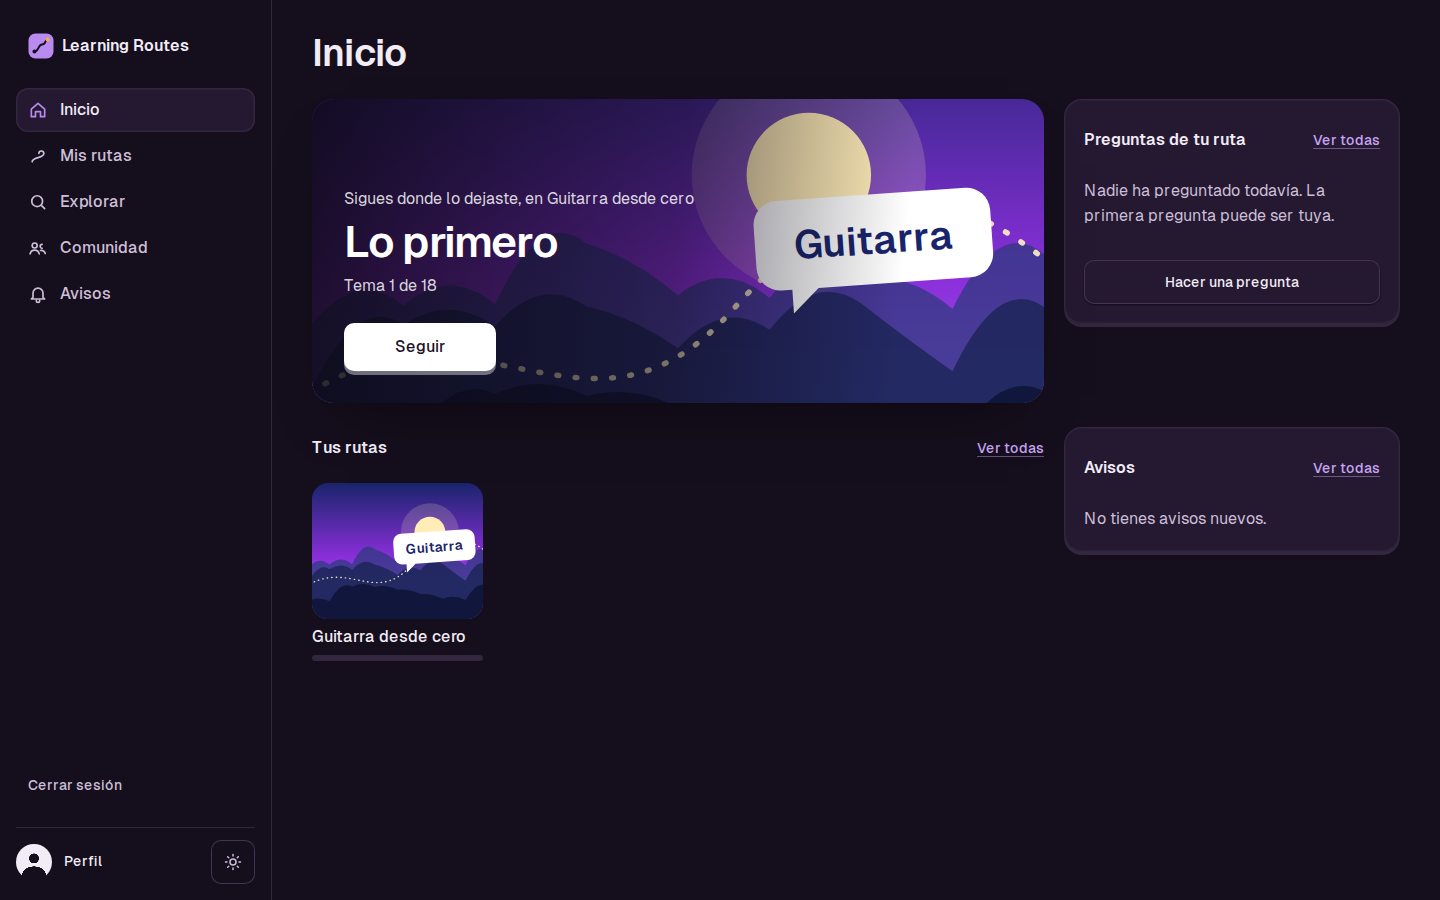 Learning Routes
Inicio
Mis rutas
Explorar
Comunidad
Avisos
Cerrar sesión
Perfil
Inicio
Sigues donde lo dejaste, en Guitarra desde cero
Lo primero
Tema 1 de 18
Seguir
Guitarra
Tus rutas
Ver todas
Guitarra
Guitarra desde cero
Preguntas de tu ruta
Ver todas
Nadie ha preguntado todavía. La
primera pregunta puede ser tuya.
Hacer una pregunta
Avisos
Ver todas
No tienes avisos nuevos.